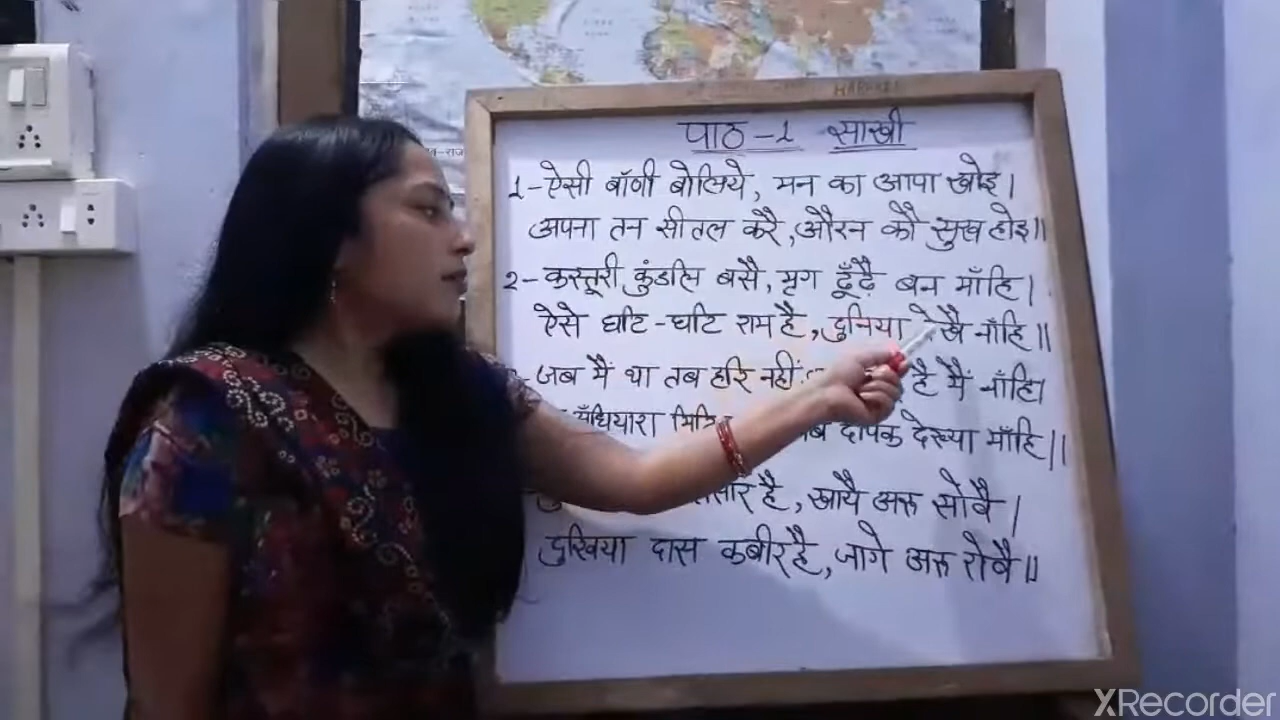 पाठ -1 साखी
1-ऐसी बाँणी बोलिये, मन का आपा खोइ।
अपना तन सीतल करै, औरन कौं सुख होइ॥
2-कस्तूरी कुंडलि बसै, मृग ढूँढ़ै बन माँहि।
ऐसे घटि-घटि राम है, दुनिया देखै नाँहि॥
जब मैं था तब हरि नहीं है मैं नाँहि।
अँधियारा मिटि दीपक देख्या माँहि॥
संसार है, खायै अरू सोवै।
दुखिया दास कबीर है, जागे अरू रोवै॥
XRecorder